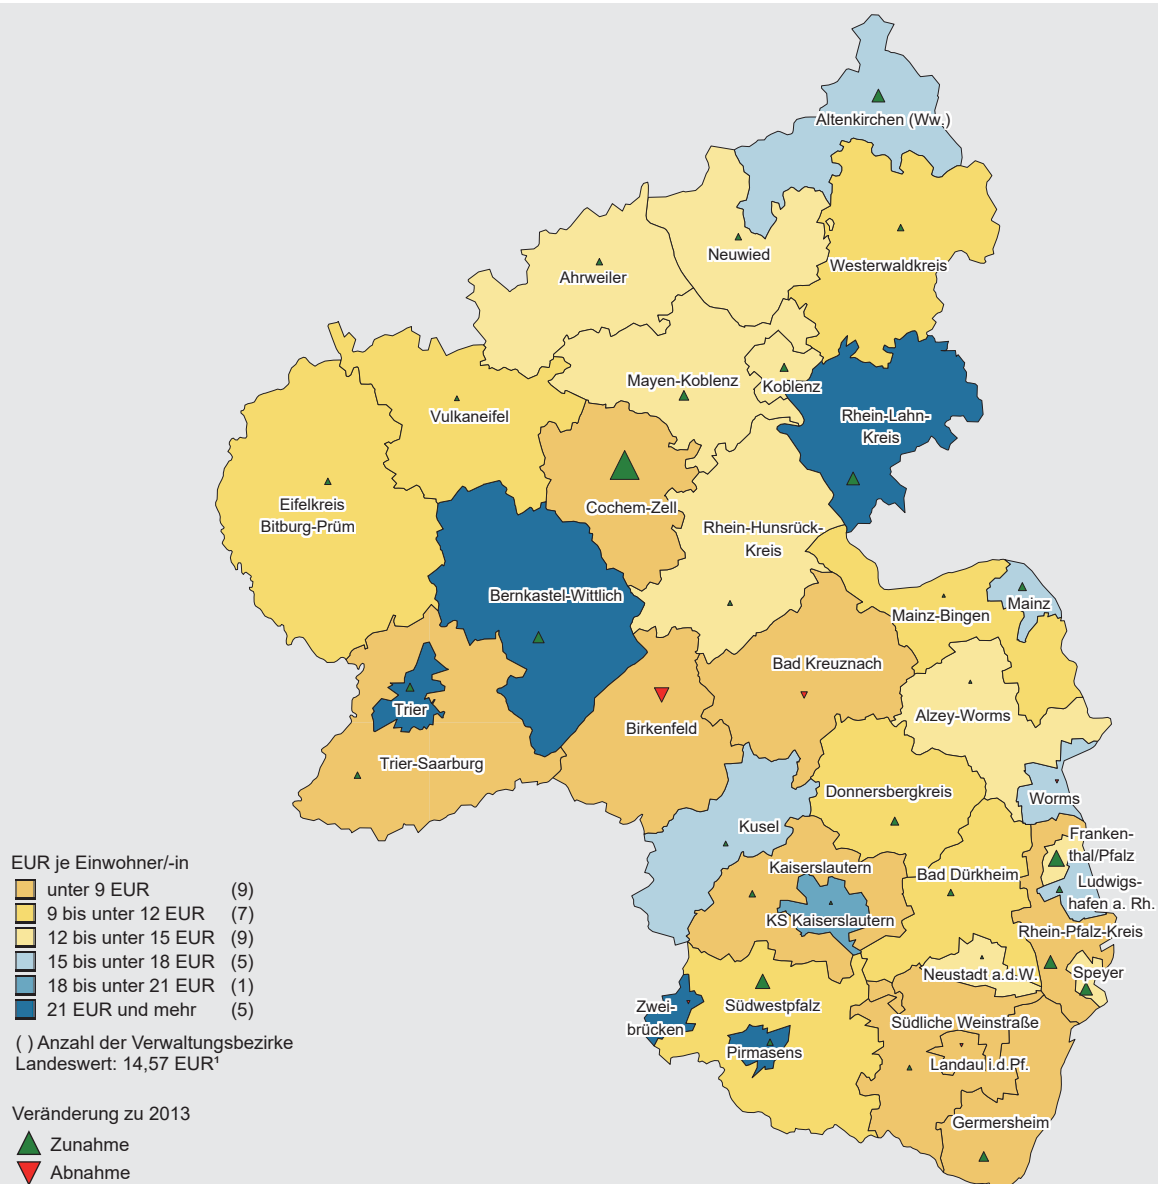 Altenkirchen (Ww.)
Neuwied
Westerwaldkreis
Ahrweiler
Mayen-Koblenz
Koblenz
Vulkaneifel
Rhein-Lahn-
Kreis
Eifelkreis
Bitburg-Prüm
Cochem-Zell
Rhein-Hunsrück-
Kreis
Bernkastel-Wittlich
Mainz
Mainz-Bingen
Bad Kreuznach
Trier
Birkenfeld
Alzey-Worms
Trier-Saarburg
Donnersbergkreis
Worms
Kusel
Franken-
thal/Pfalz
Kaiserslautern
Bad Dürkheim
Ludwigs-
hafen a. Rh.
KS Kaiserslautern
Rhein-Pfalz-Kreis
Neustadt a.d.W.
Speyer
Zwei-
brücken
Südwestpfalz
Südliche Weinstraße
Pirmasens
Landau i.d.Pf.
Germersheim
EUR je Einwohner/-in
unter 9 EUR (9)
9 bis unter 12 EUR (7)
12 bis unter 15 EUR (9)
15 bis unter 18 EUR (5)
18 bis unter 21 EUR (1)
21 EUR und mehr (5)
( ) Anzahl der Verwaltungsbezirke
Landeswert: 14,57 EUR¹
Veränderung zu 2013
Zunahme
Abnahme